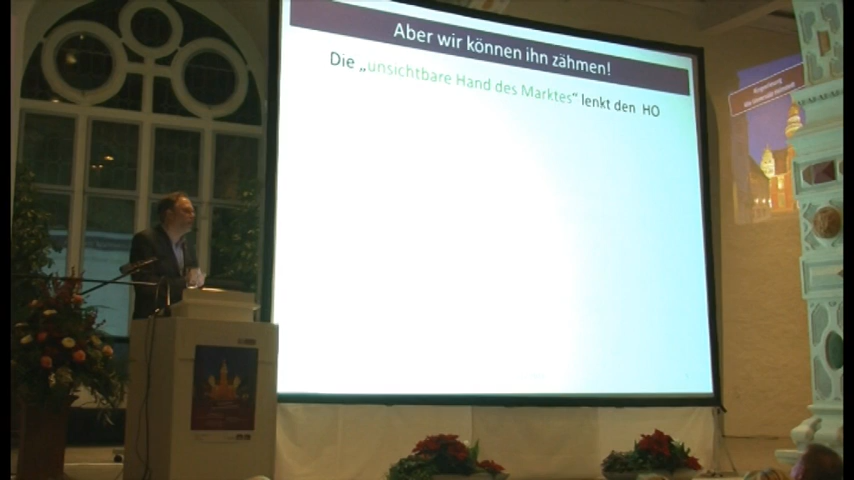 Aber wir können ihn zähmen!
Die „unsichtbare Hand des Marktes“ lenkt den HO